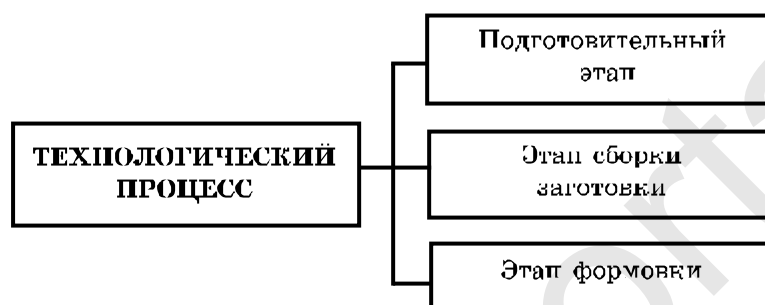 ТЕХНОЛОГИЧЕСКИЙ
ПРОЦЕСС
Подготовительный
этап
Этап сборки
заготовки
Этап формовки